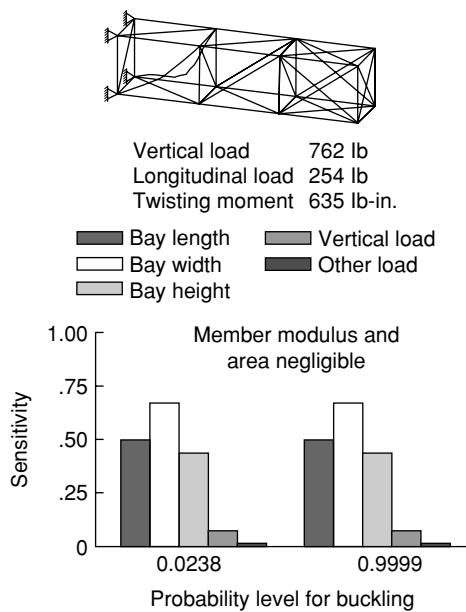 Vertical load 762 lb
Longitudinal load 254 lb
Twisting moment 635 lb-in.
Bay length Vertical load
Bay width Other load
Bay height
Member modulus and
area negligible
1.00
.75
.50
.25
0
Sensitivity
0.0238 0.9999
Probability level for buckling